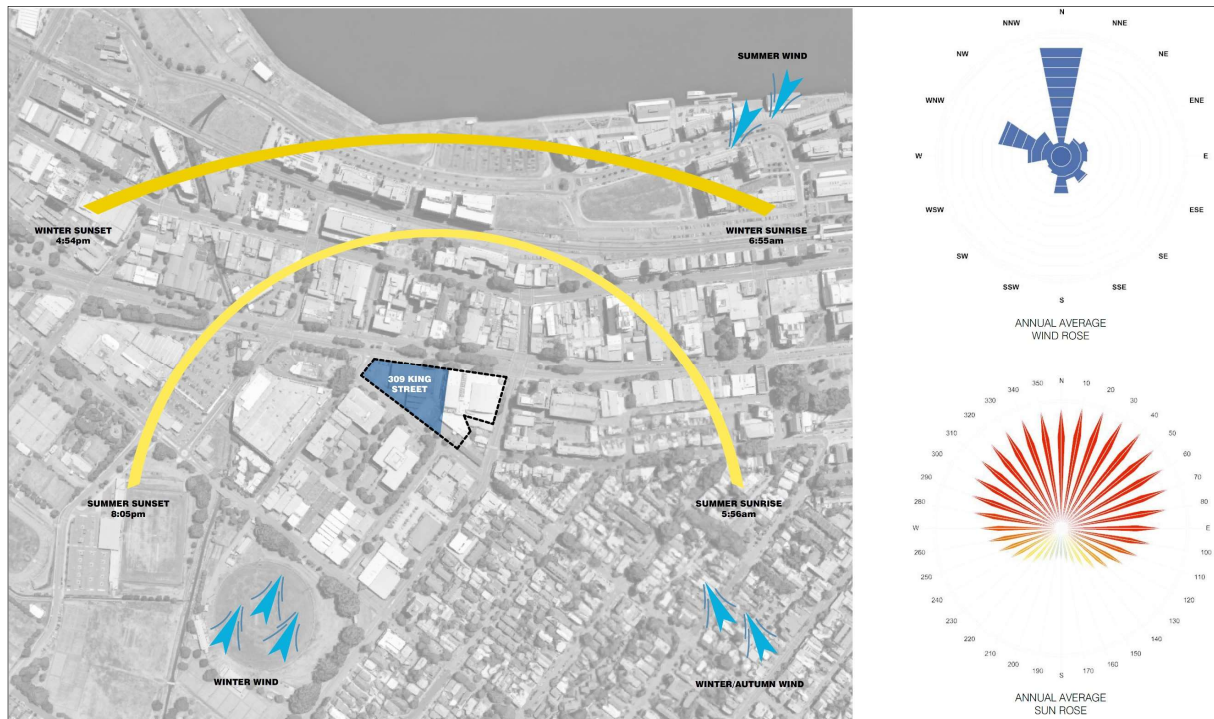 SUMMER WIND
WINTER SUNSET
4:54pm
WINTER SUNRISE
6:55am
309 KING
STREET
SUMMER SUNSET
8:05pm
SUMMER SUNRISE
5:56am
WINTER WIND
WINTER/AUTUMN WIND
N
NNW
NNE
NW
NE
WNW
ENE
W
E
WSW
ESE
SW
SE
SSW
SSE
S
ANNUAL AVERAGE
WIND ROSE
N
350
10
340
20
330
30
320
40
310
50
300
60
290
70
280
80
W
E
260
100
250
110
240
120
230
130
220
140
210
150
200
160
190
170
S
ANNUAL AVERAGE
SUN ROSE